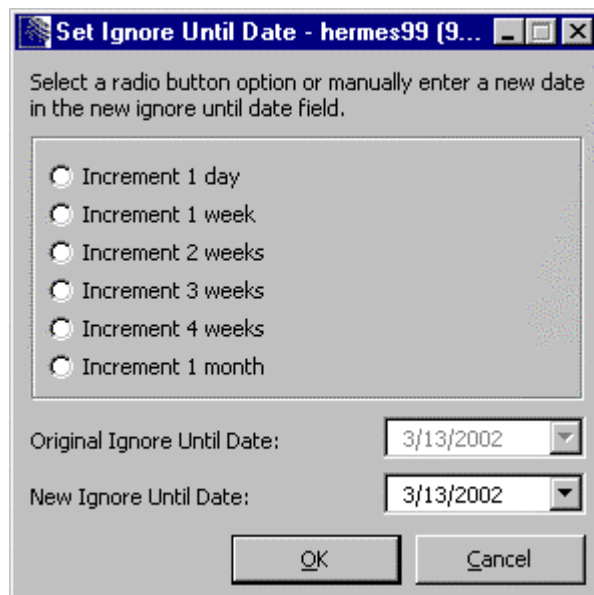 Set Ignore Until Date - hermes99 (9...
Select a radio button option or manually enter a new date
in the new ignore until date field.
Increment 1 day
Increment 1 week
Increment 2 weeks
Increment 3 weeks
Increment 4 weeks
Increment 1 month
Original Ignore Until Date: 3/13/2002
New Ignore Until Date: 3/13/2002
OK Cancel